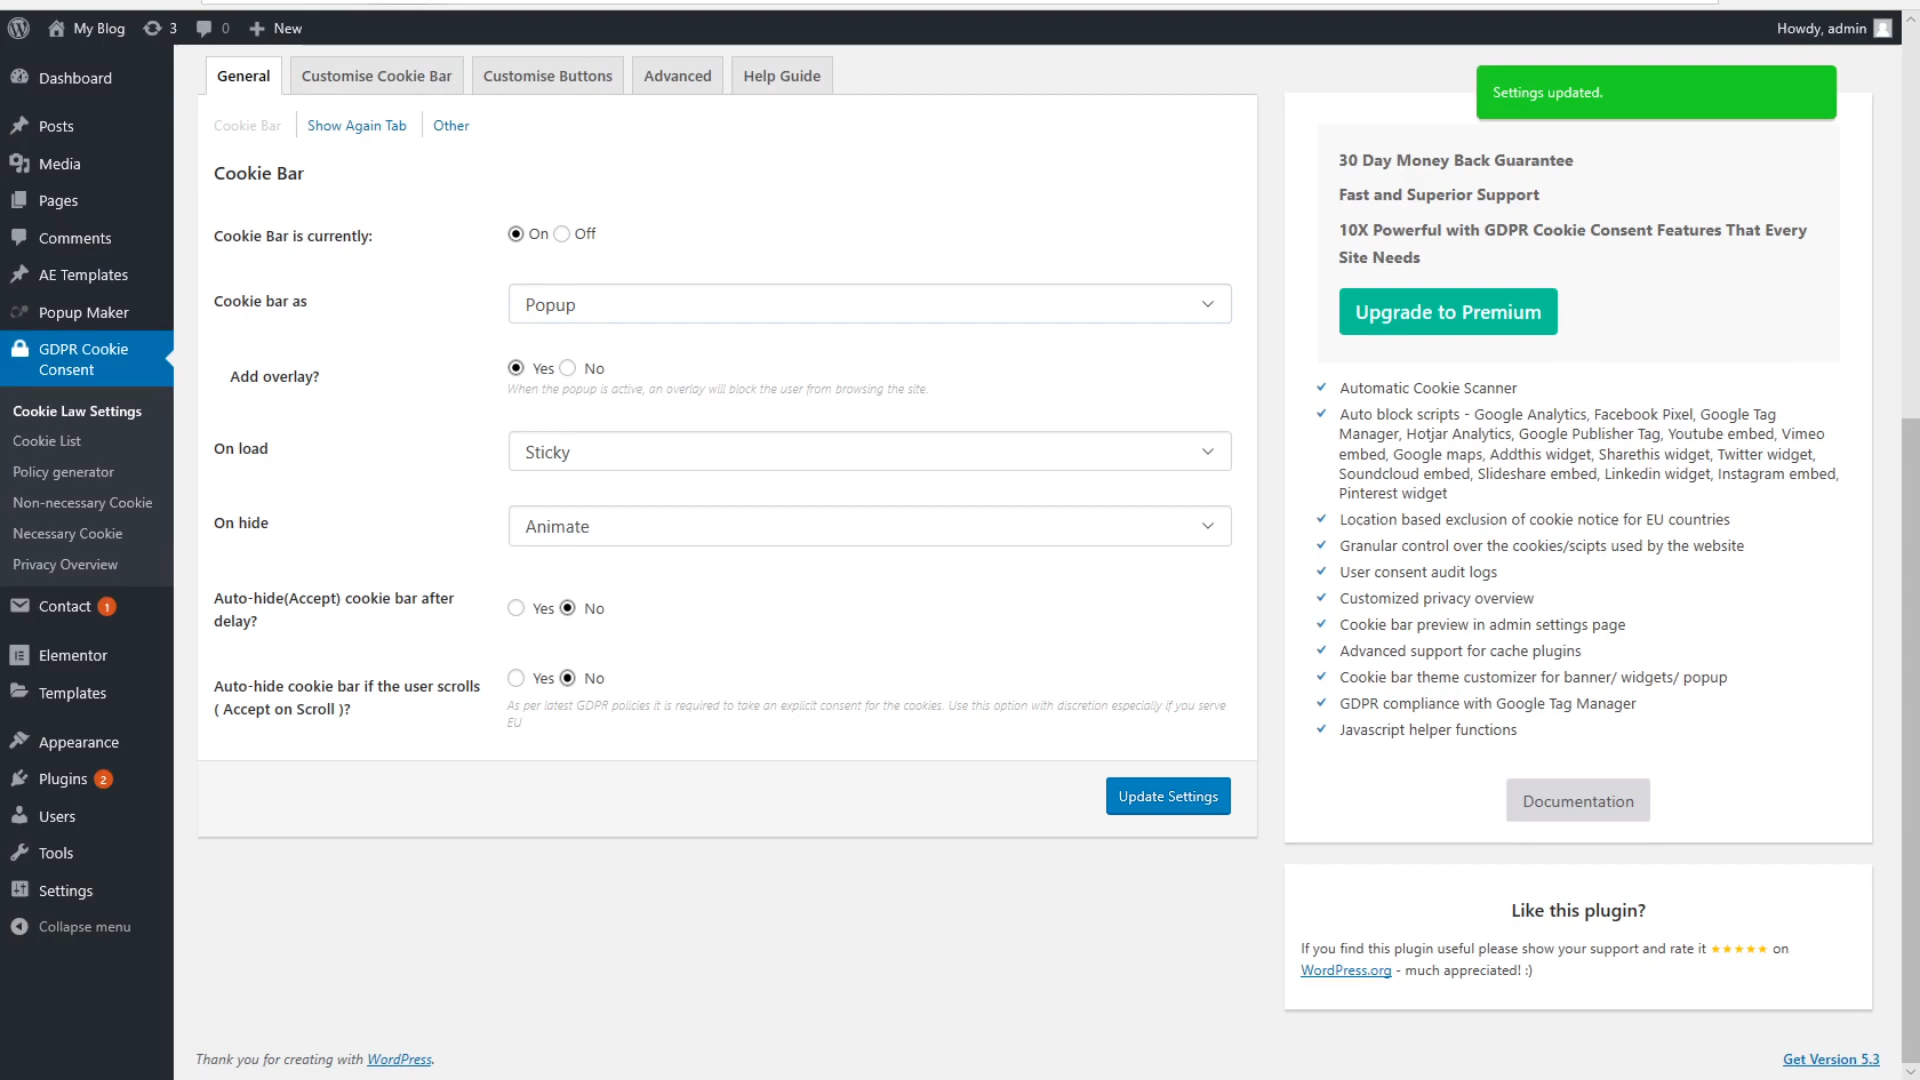 My Blog 3 0 New Howdy, admin
Dashboard
Posts
Media
Pages
Comments
AE Templates
Popup Maker
GDPR Cookie
Consent
Cookie Law Settings
Cookie List
Policy generator
Non-necessary Cookie
Necessary Cookie
Privacy Overview
Contact 1
Elementor
Templates
Appearance
Plugins 2
Users
Tools
Settings
Collapse menu
General Customise Cookie Bar Customise Buttons Advanced Help Guide
Cookie Bar Show Again Tab Other
Cookie Bar
Cookie Bar is currently: On Off
Cookie bar as Popup
Add overlay? Yes No
When the popup is active, an overlay will block the user from browsing the site.
On load Sticky
On hide Animate
Auto-hide(Accept) cookie bar after
delay? Yes No
Auto-hide cookie bar if the user scrolls
( Accept on Scroll )? Yes No
As per latest GDPR policies it is required to take an explicit consent for the cookies. Use this option with discretion especially if you serve
EU
Update Settings
Settings updated.
30 Day Money Back Guarantee
Fast and Superior Support
10X Powerful with GDPR Cookie Consent Features That Every
Site Needs
Upgrade to Premium
Automatic Cookie Scanner
Auto block scripts - Google Analytics, Facebook Pixel, Google Tag
Manager, Hotjar Analytics, Google Publisher Tag, Youtube embed, Vimeo
embed, Google maps, Addthis widget, Sharethis widget, Twitter widget,
Soundcloud embed, Slideshare embed, Linkedin widget, Instagram embed,
Pinterest widget
Location based exclusion of cookie notice for EU countries
Granular control over the cookies/scipts used by the website
User consent audit logs
Customized privacy overview
Cookie bar preview in admin settings page
Advanced support for cache plugins
Cookie bar theme customizer for banner/ widgets/ popup
GDPR compliance with Google Tag Manager
Javascript helper functions
Documentation
Like this plugin?
If you find this plugin useful please show your support and rate it ★★★★★ on
WordPress.org - much appreciated! :)
Thank you for creating with WordPress.
Get Version 5.3